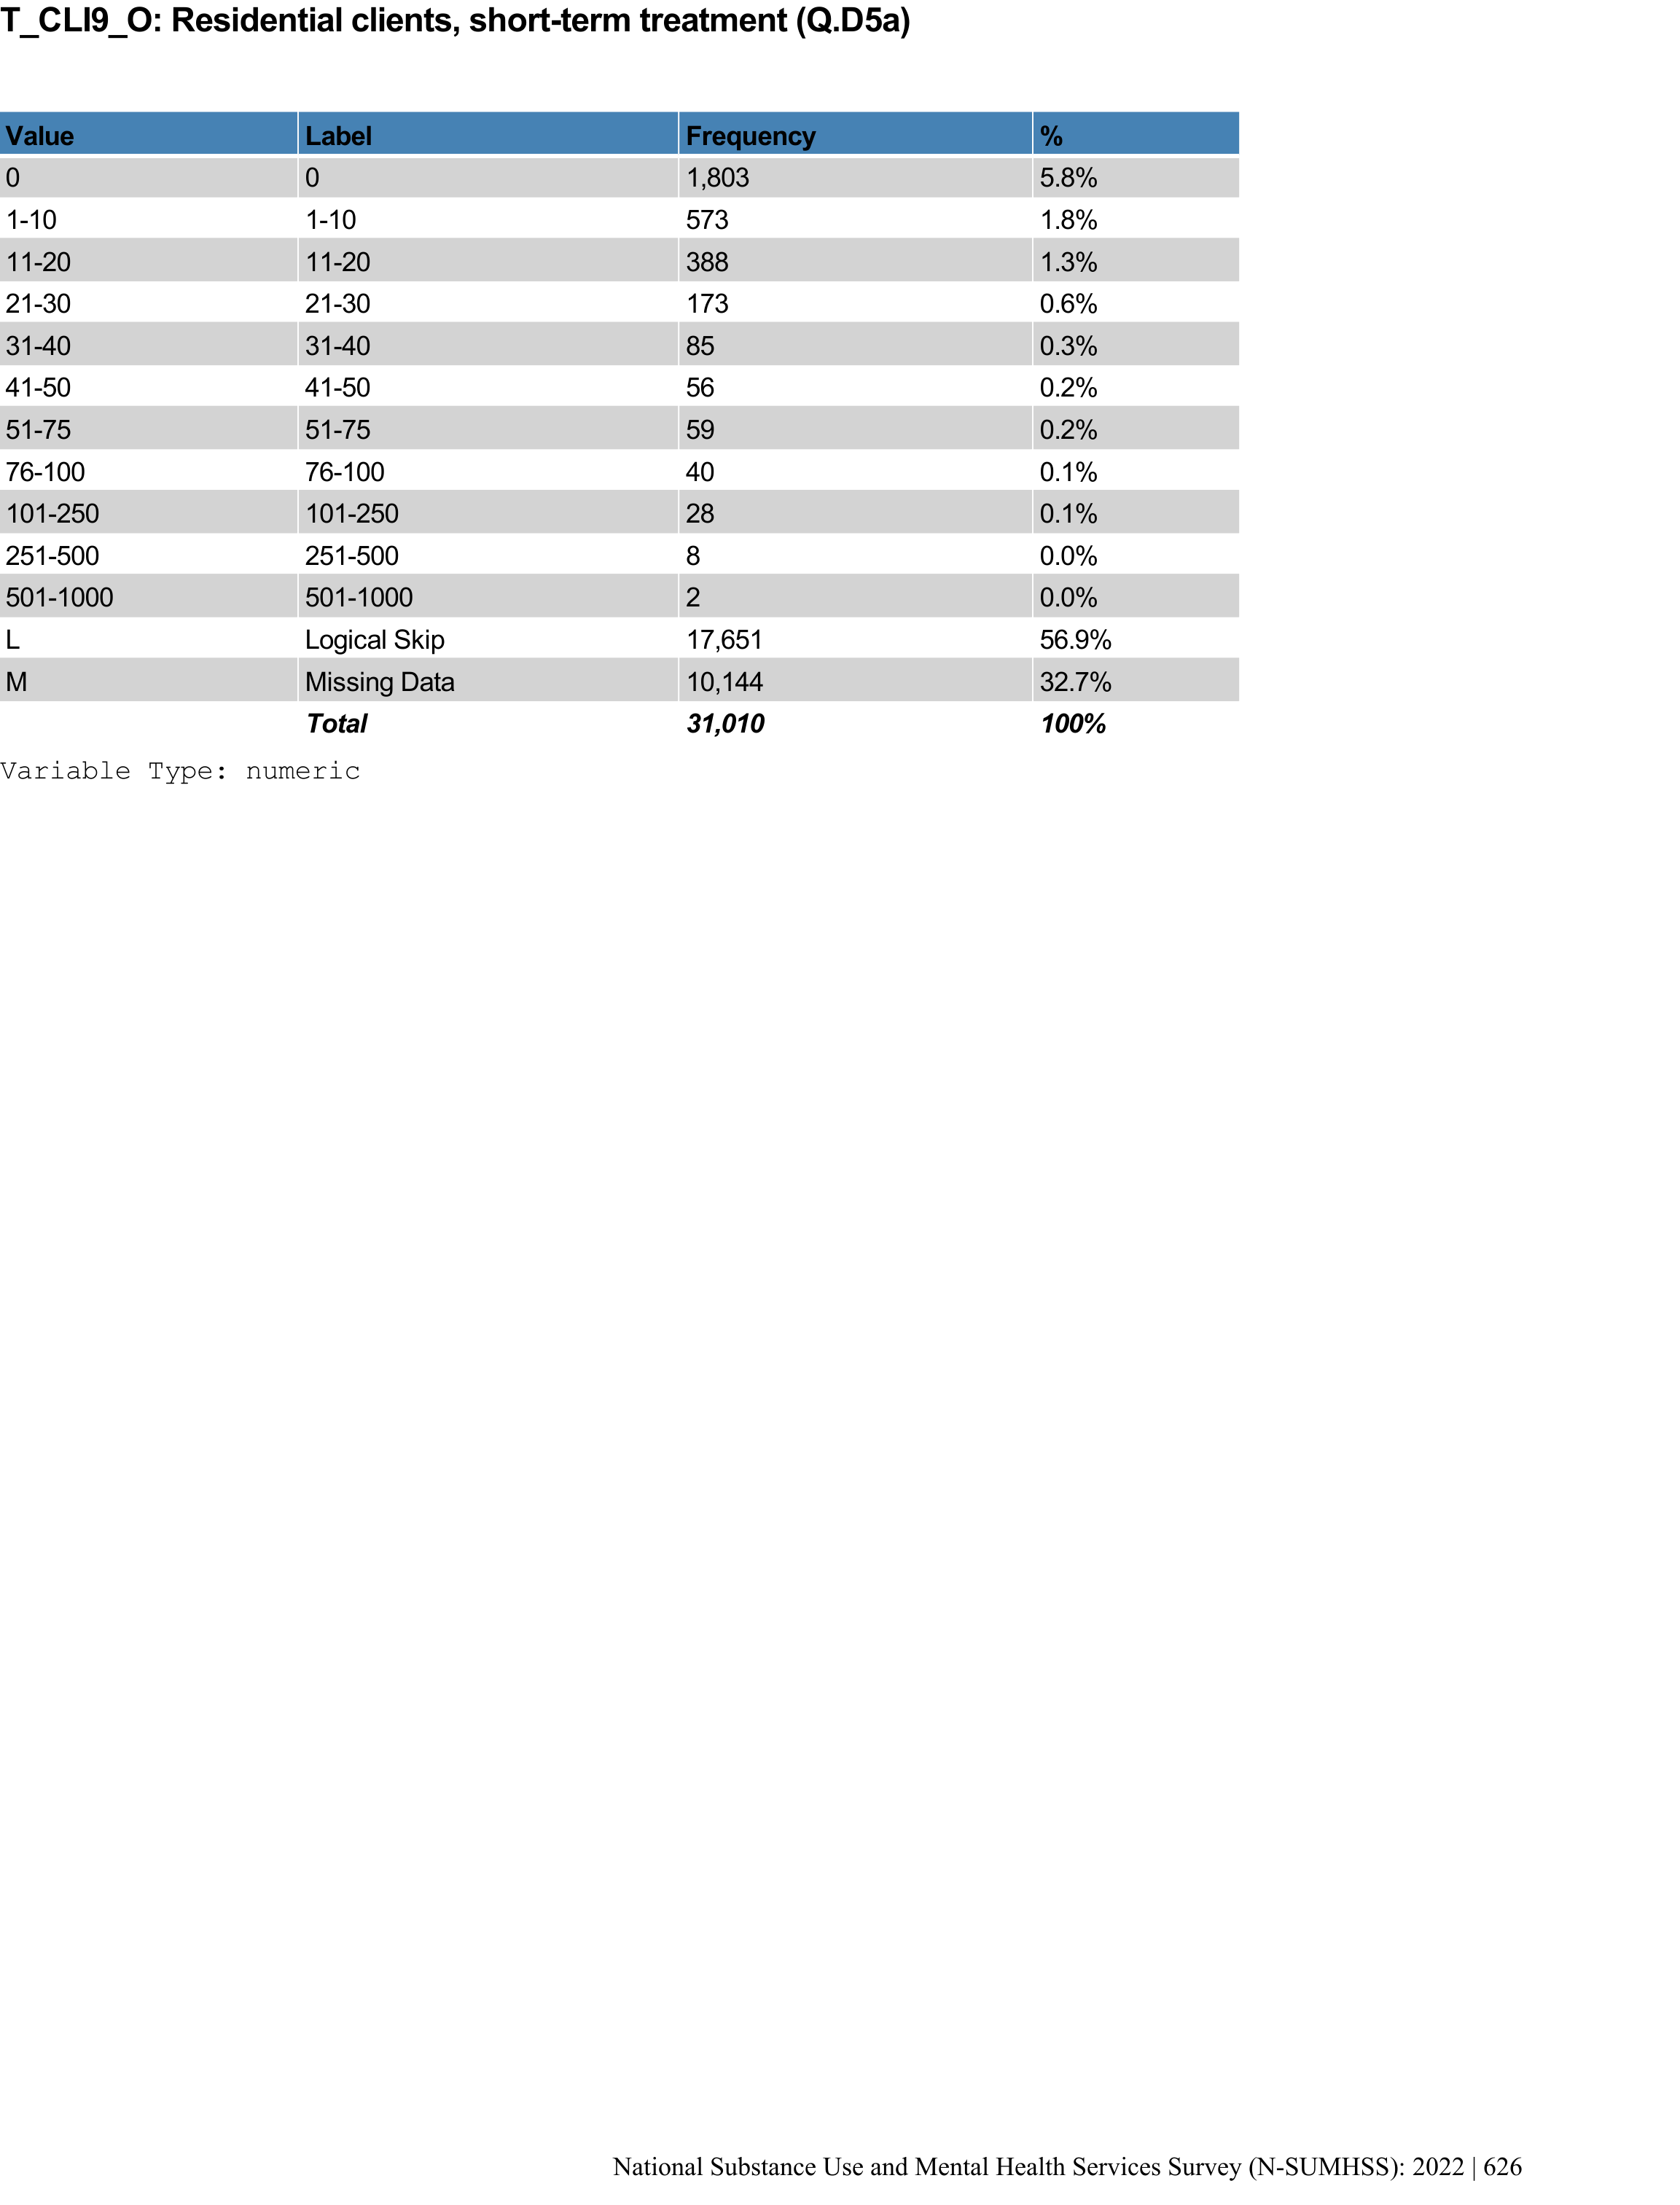 T_CLI9_O: Residential clients, short-term treatment (Q.D5a)
Value Label Frequency %
0 0 1,803 5.8%
1-10 1-10 573 1.8%
11-20 11-20 388 1.3%
21-30 21-30 173 0.6%
31-40 31-40 85 0.3%
41-50 41-50 56 0.2%
51-75 51-75 59 0.2%
76-100 76-100 40 0.1%
101-250 101-250 28 0.1%
251-500 251-500 8 0.0%
501-1000 501-1000 2 0.0%
L Logical Skip 17,651 56.9%
M Missing Data 10,144 32.7%
Total 31,010 100%
Variable Type: numeric
National Substance Use and Mental Health Services Survey (N-SUMHSS): 2022 | 626